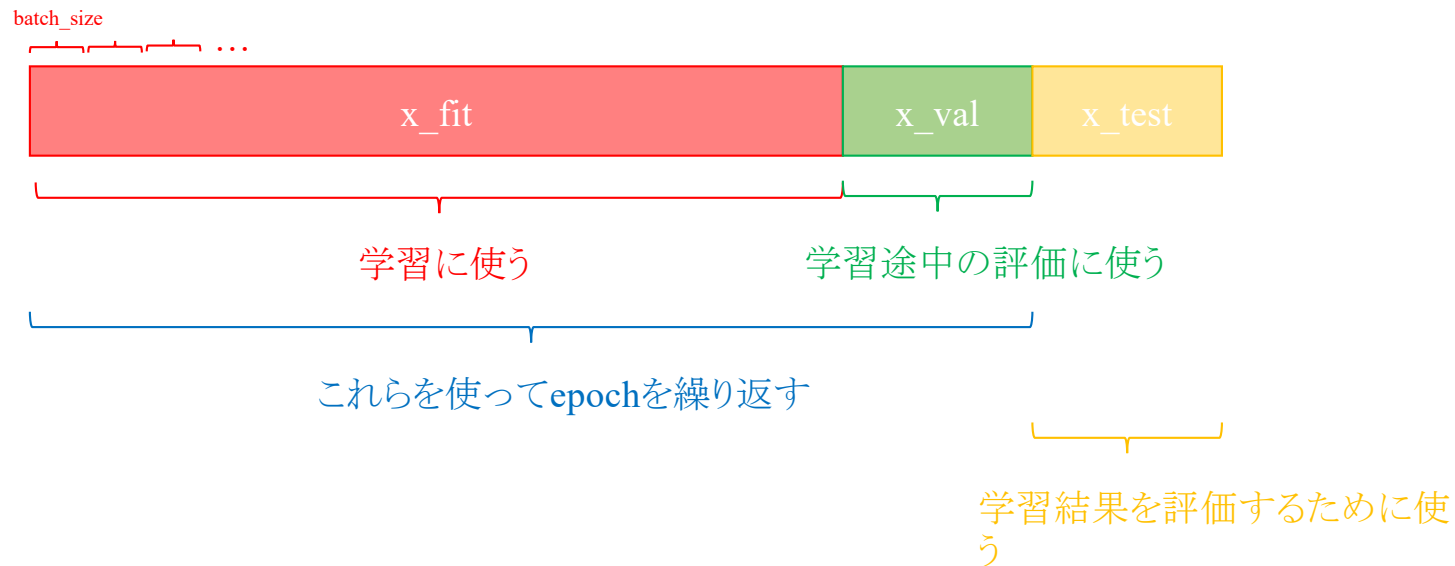 batch_size
…
x_fit
x_val
x_test
学習に使う
学習途中の評価に使う
これらを使ってepochを繰り返す
学習結果を評価するために使
う